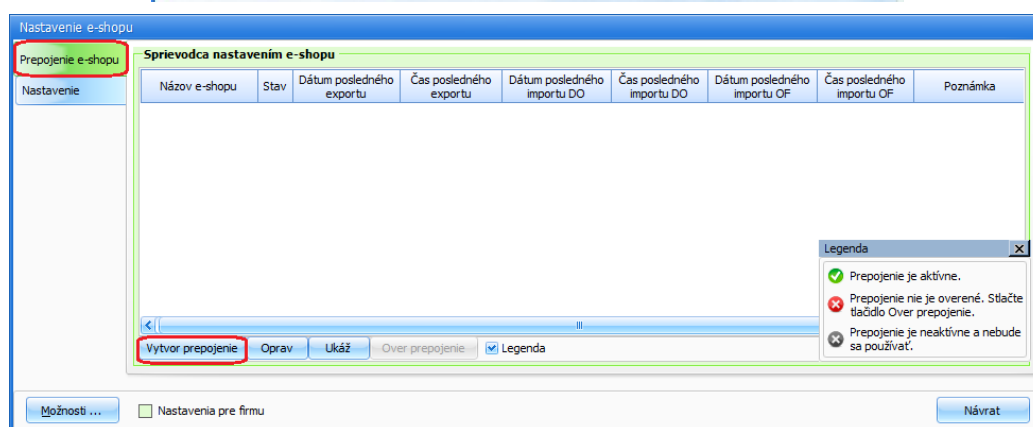 Nastavenie e-shopu
Prepojenie e-shopu
Nastavenie
Sprievodca nastavením e-shopu
Názov e-shopu
Stav
Dátum posledného
exportu
Čas posledného
exportu
Dátum posledného
importu DO
Čas posledného
importu DO
Dátum posledného
importu OF
Čas posledného
importu OF
Poznámka
Legenda
Prepojenie je aktívne.
Prepojenie nie je overené. Stlačte
tlačidlo Over prepojenie.
Prepojenie je neaktívne a nebude
sa používať.
Vytvor prepojenie
Oprav
Ukáž
Over prepojenie
Legenda
Možnosti ...
Nastavenia pre firmu
Návrat